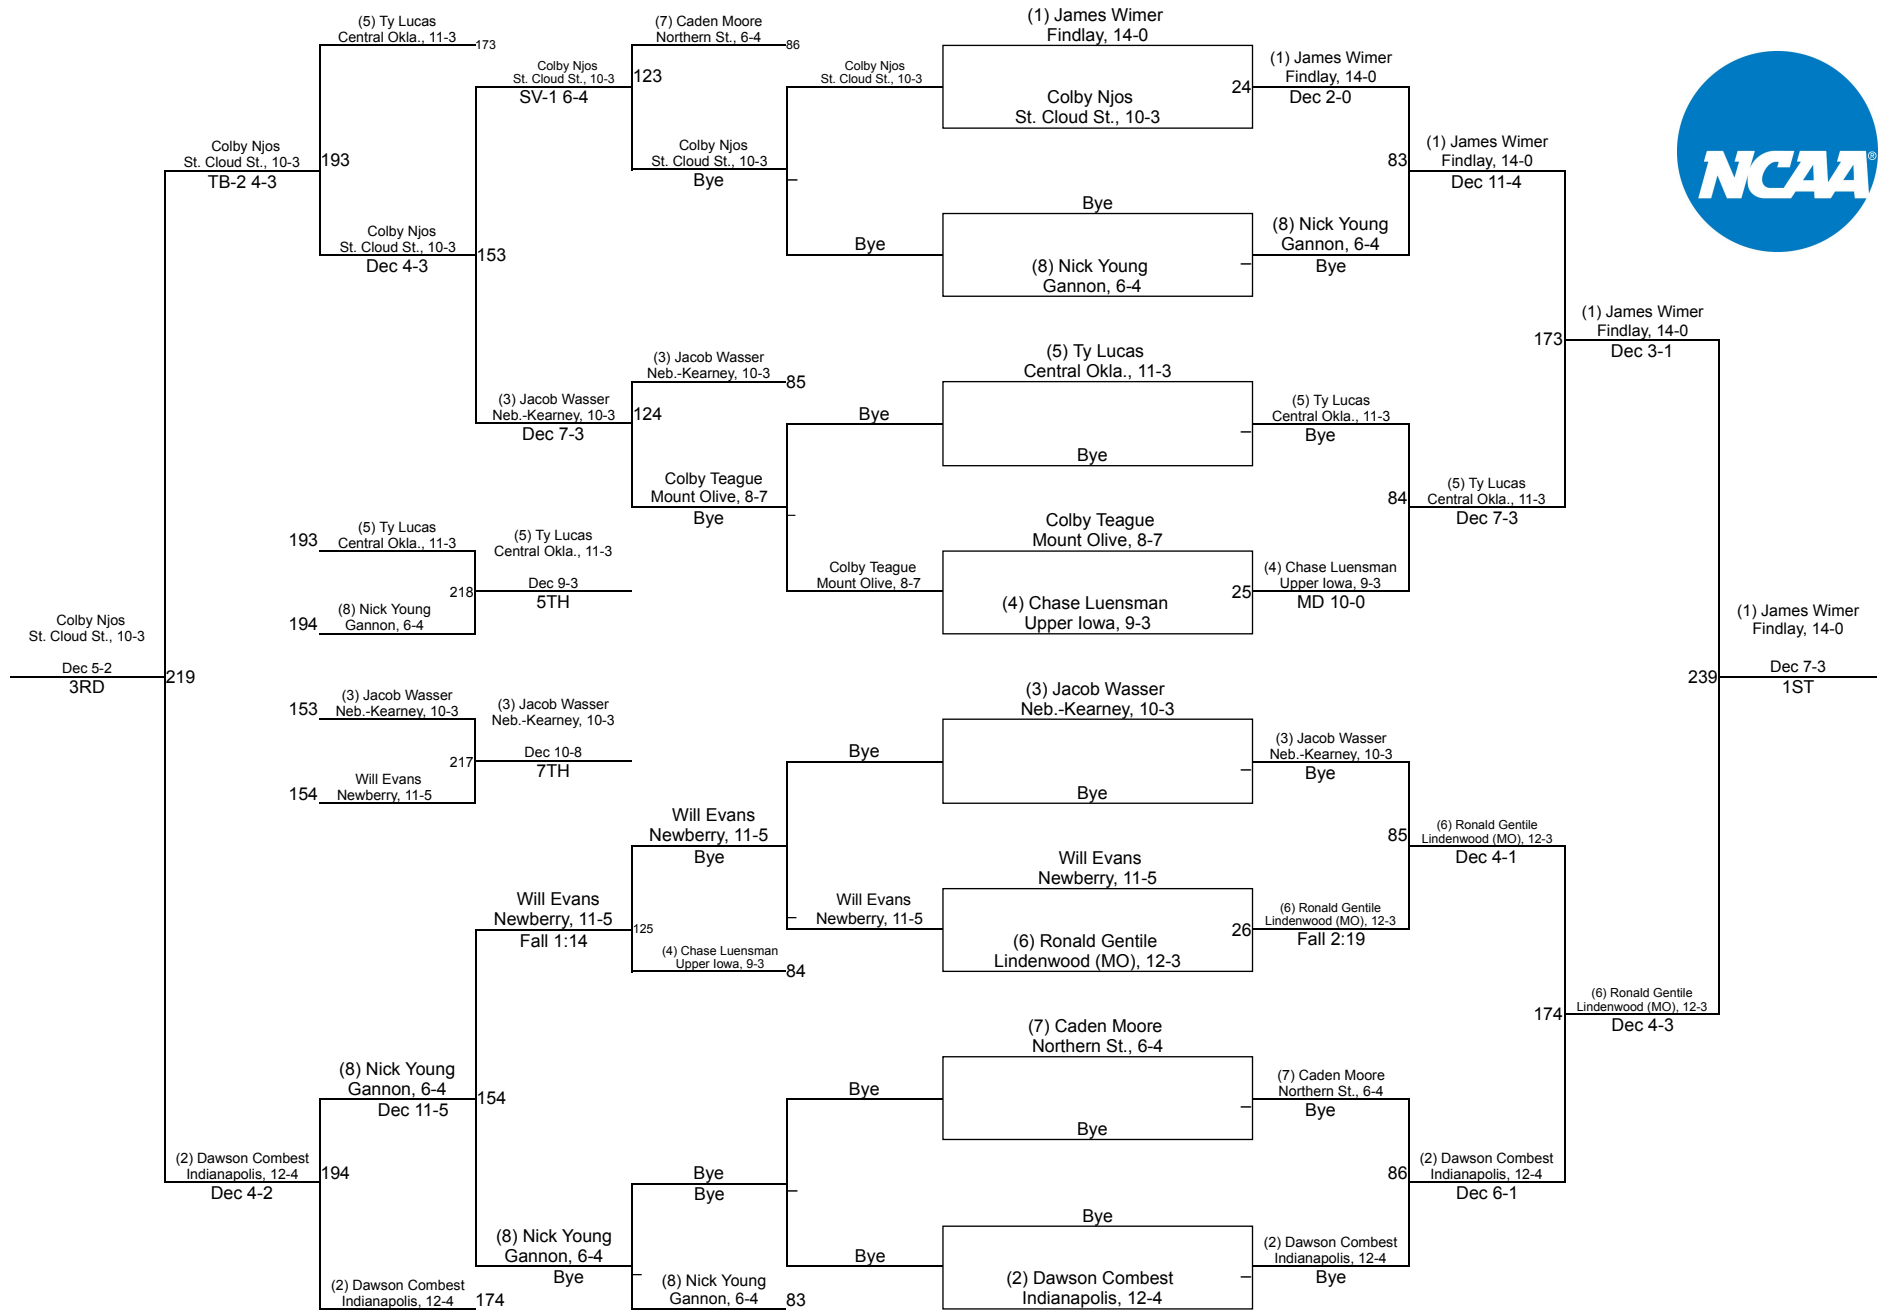 (5) Ty Lucas
Central Okla., 11-3
173
(7) Caden Moore
Northern St., 6-4
86
(1) James Wimer
Findlay, 14-0
Colby Njos
St. Cloud St., 10-3
SV-1 6-4
123
Colby Njos
St. Cloud St., 10-3
Colby Njos
St. Cloud St., 10-3
24
(1) James Wimer
Findlay, 14-0
Dec 2-0
Colby Njos
St. Cloud St., 10-3
TB-2 4-3
193
Colby Njos
St. Cloud St., 10-3
Bye
83
(1) James Wimer
Findlay, 14-0
Dec 11-4
NCAA®
Colby Njos
St. Cloud St., 10-3
Dec 4-3
153
Bye
Bye
(8) Nick Young
Gannon, 6-4
(8) Nick Young
Gannon, 6-4
Bye
173
(1) James Wimer
Findlay, 14-0
Dec 3-1
(3) Jacob Wasser
Neb.-Kearney, 10-3
85
(5) Ty Lucas
Central Okla., 11-3
(3) Jacob Wasser
Neb.-Kearney, 10-3
Dec 7-3
124
Bye
Bye
(5) Ty Lucas
Central Okla., 11-3
Bye
Colby Teague
Mount Olive, 8-7
Bye
84
(5) Ty Lucas
Central Okla., 11-3
Dec 7-3
193
(5) Ty Lucas
Central Okla., 11-3
(5) Ty Lucas
Central Okla., 11-3
Dec 9-3
5TH
218
194
(8) Nick Young
Gannon, 6-4
Colby Teague
Mount Olive, 8-7
Colby Teague
Mount Olive, 8-7
(4) Chase Luensman
Upper Iowa, 9-3
25
(4) Chase Luensman
Upper Iowa, 9-3
MD 10-0
Colby Njos
St. Cloud St., 10-3
Dec 5-2
3RD
219
239
(1) James Wimer
Findlay, 14-0
Dec 7-3
1ST
153
(3) Jacob Wasser
Neb.-Kearney, 10-3
(3) Jacob Wasser
Neb.-Kearney, 10-3
Dec 10-8
7TH
217
154
Will Evans
Newberry, 11-5
(3) Jacob Wasser
Neb.-Kearney, 10-3
Bye
Bye
(3) Jacob Wasser
Neb.-Kearney, 10-3
Bye
Will Evans
Newberry, 11-5
Bye
85
(6) Ronald Gentile
Lindenwood (MO), 12-3
Dec 4-1
Will Evans
Newberry, 11-5
Fall 1:14
125
Will Evans
Newberry, 11-5
Will Evans
Newberry, 11-5
(6) Ronald Gentile
Lindenwood (MO), 12-3
26
(6) Ronald Gentile
Lindenwood (MO), 12-3
Fall 2:19
(4) Chase Luensman
Upper Iowa, 9-3
84
174
(6) Ronald Gentile
Lindenwood (MO), 12-3
Dec 4-3
(7) Caden Moore
Northern St., 6-4
(8) Nick Young
Gannon, 6-4
Dec 11-5
154
Bye
Bye
(7) Caden Moore
Northern St., 6-4
Bye
(2) Dawson Combest
Indianapolis, 12-4
Dec 4-2
194
Bye
Bye
86
(2) Dawson Combest
Indianapolis, 12-4
Dec 6-1
(8) Nick Young
Gannon, 6-4
Bye
Bye
Bye
(2) Dawson Combest
Indianapolis, 12-4
(2) Dawson Combest
Indianapolis, 12-4
Bye
(2) Dawson Combest
Indianapolis, 12-4
174
(8) Nick Young
Gannon, 6-4
83